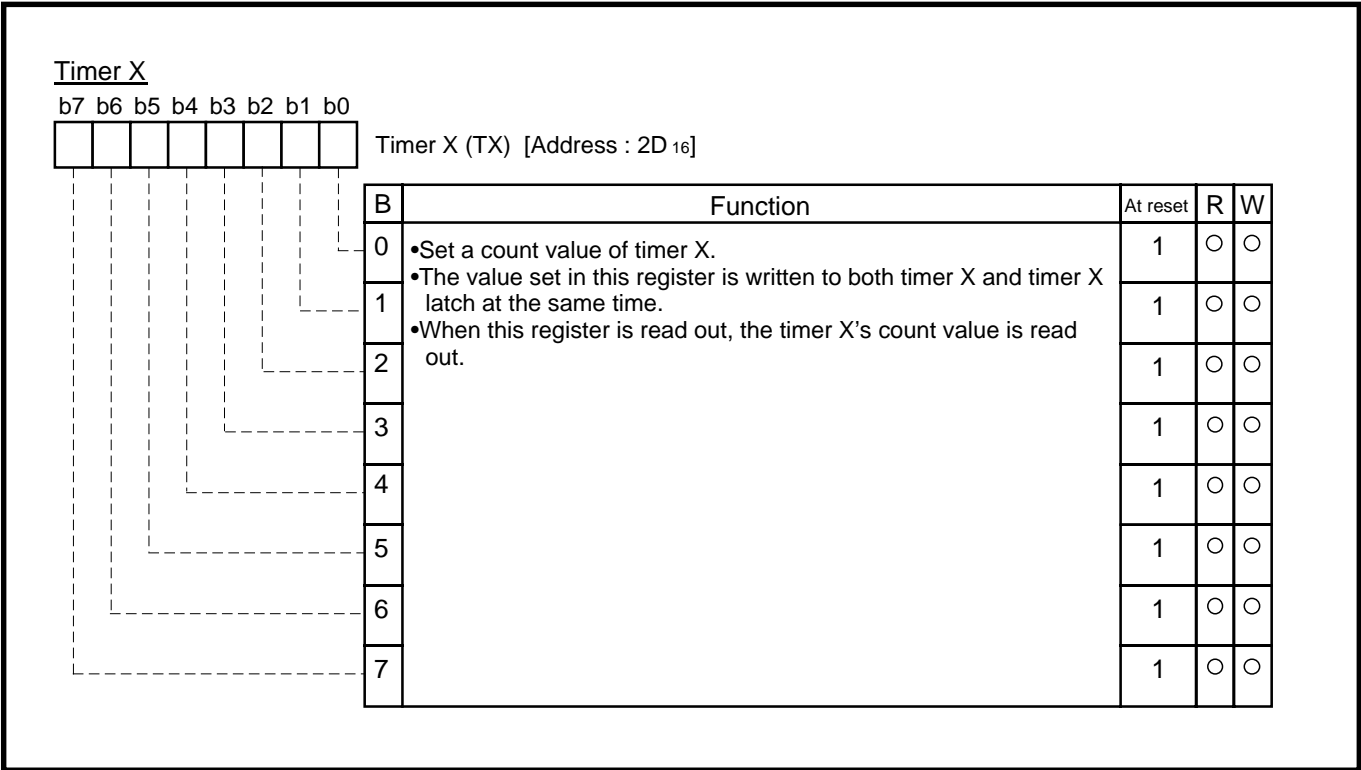 Timer X
b7 b6 b5 b4 b3 b2 b1 b0
Timer X (TX) [Address : 2D 16]
B Function At reset R W
0 •Set a count value of timer X. 1 ○ ○
•The value set in this register is written to both timer X and timer X
1 latch at the same time. 1 ○ ○
•When this register is read out, the timer X’s count value is read
2 out. 1 ○ ○
3 1 ○ ○
4 1 ○ ○
5 1 ○ ○
6 1 ○ ○
7 1 ○ ○